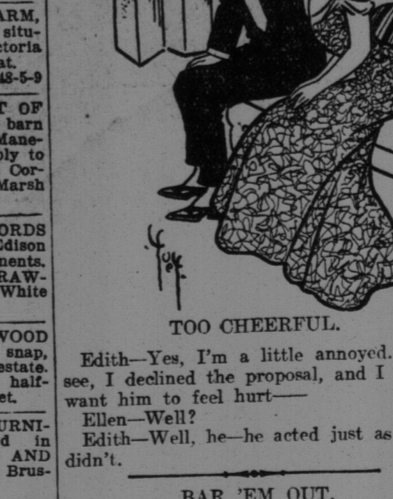 ARM,
situ-
ctoria
at.
48-5-9
T OF
barn
Mane-
ply to
Cor-
Marsh
ORDS
Edison
ments.
RAW-
White
WOOD
snap,
estate.
half-
et.
URNI-
d in
AND
Brus-
TOO CHEERFUL.
Edith—Yes, I'm a little annoyed.
see, I declined the proposal, and I
want him to feel hurt——
Ellen—Well?
Edith—Well, he—he acted just as
didn't.
BAR 'EM OUT.